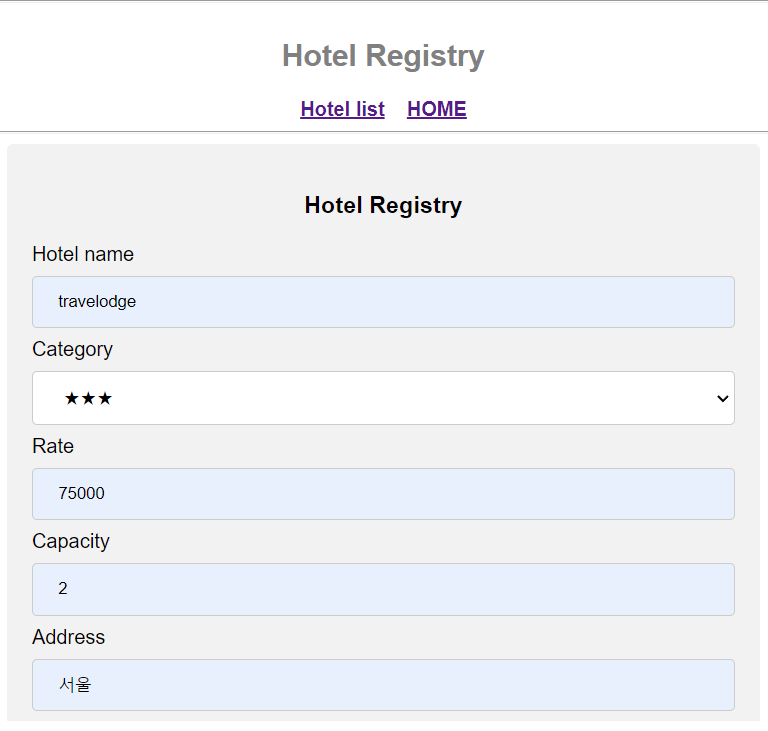 Hotel Registry
Hotel list HOME
Hotel Registry
Hotel name
travelodge
Category
★★★
Rate
75000
Capacity
2
Address
서울